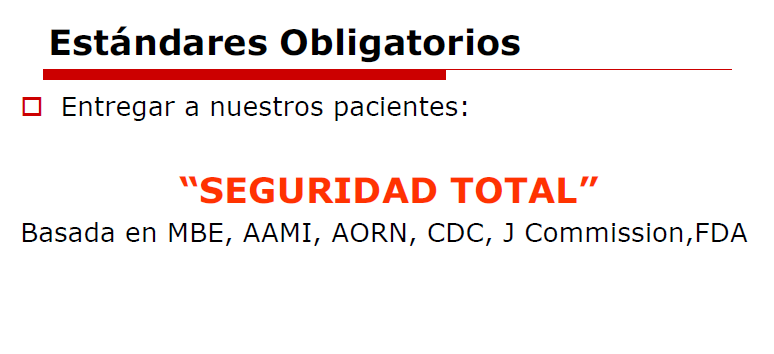 Estándares Obligatorios
Entregar a nuestros pacientes:
“SEGURIDAD TOTAL”
Basada en MBE, AAMI, AORN, CDC, J Commission,FDA